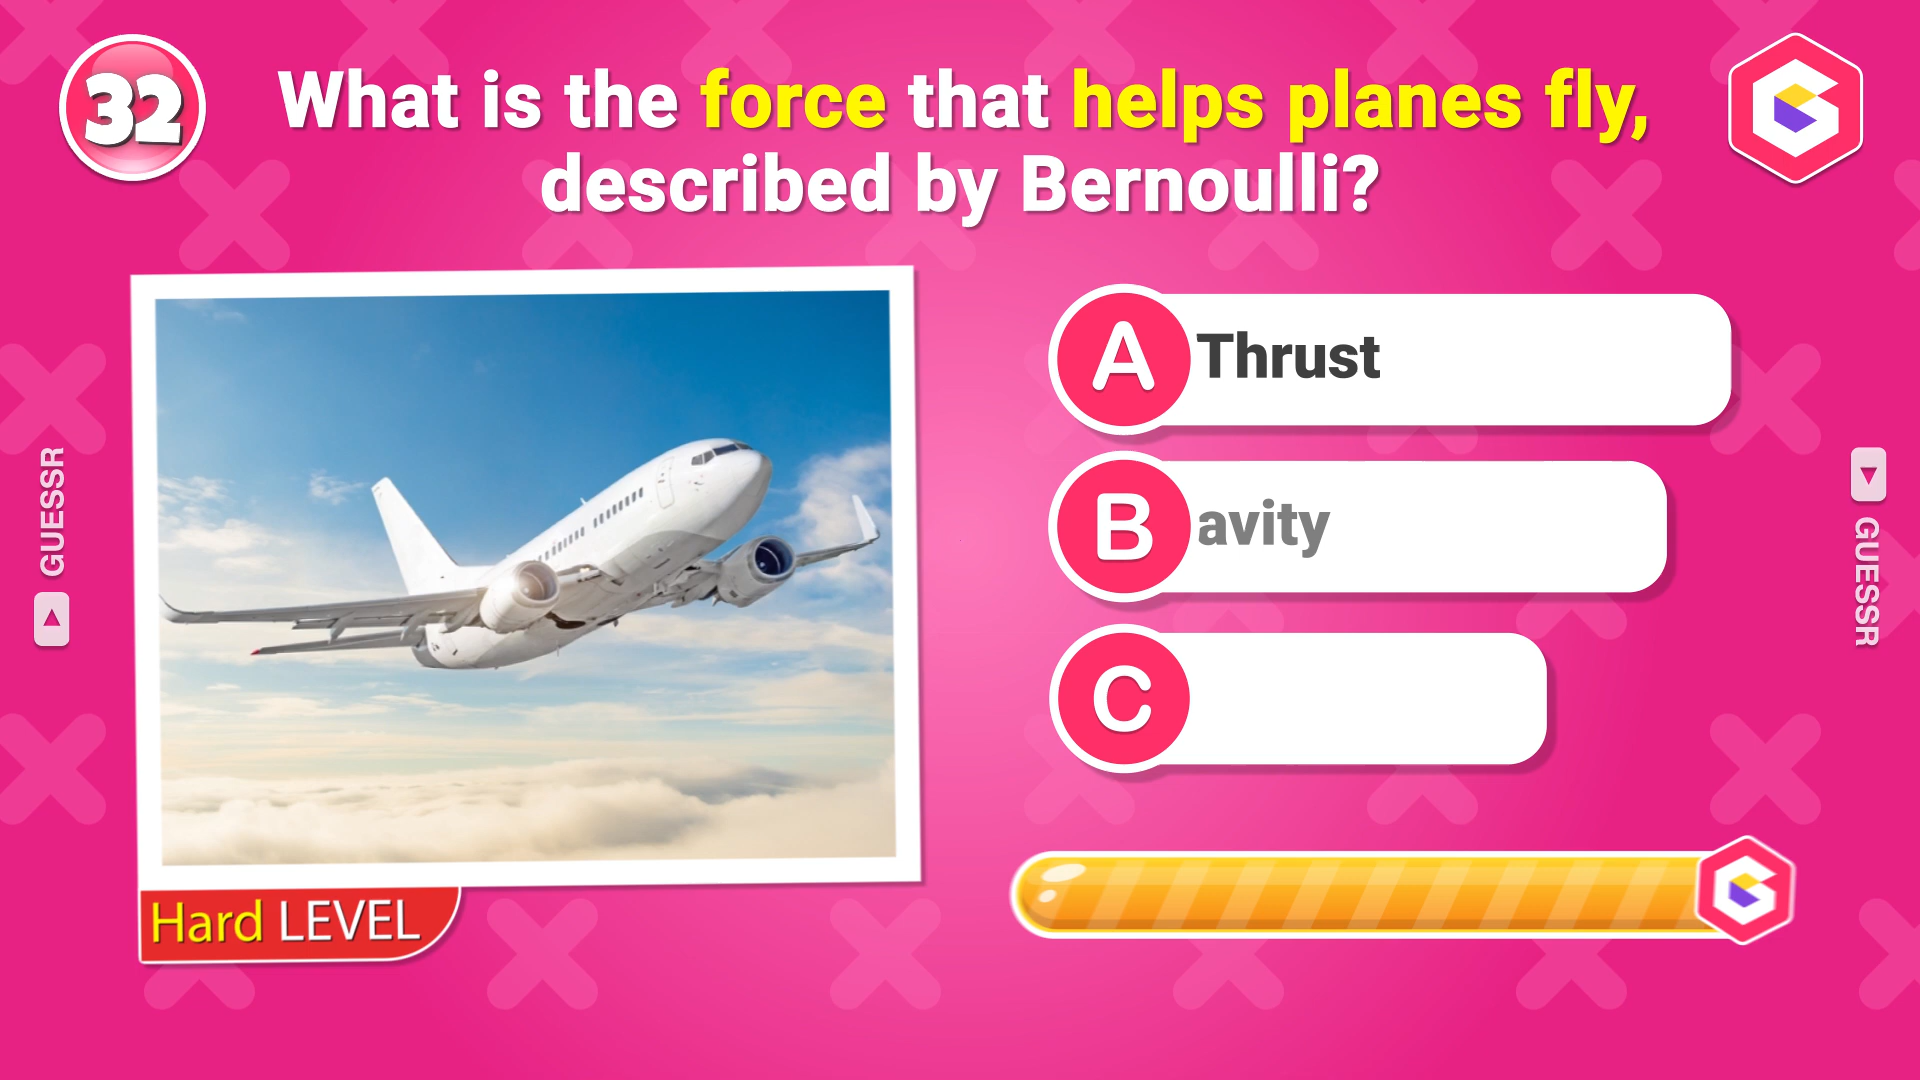 32
What is the force that helps planes fly,
described by Bernoulli?
A Thrust
B avity
C
Hard LEVEL
GUESSR
GUESSR